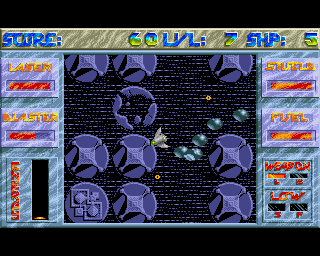 SCORE: 60 LVL: 7 SHP: 5
LASER
SHIELD
BLASTER
FUEL
WEAPON
L R
LOW
S F